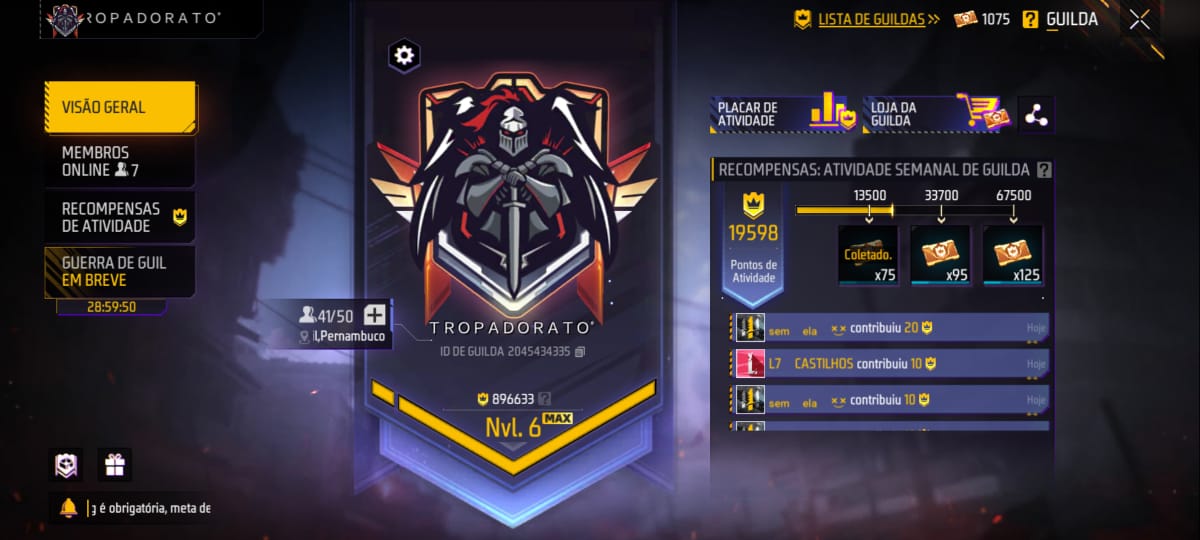 ROPADORATO°
LISTA DE GUILDAS>>
1075
? GUILDA
VISÃO GERAL
MEMBROS
ONLINE 7
RECOMPENSAS
DE ATIVIDADE
GUERRA DE GUIL
EM BREVE
28:59:50
41/50
,Pernambuco
TROPADORATO°
ID DE GUILDA 2045434335
896633 ?
Nvl. 6 MAX
PLACAR DE
ATIVIDADE
LOJA DA
GUILDA
RECOMPENSAS: ATIVIDADE SEMANAL DE GUILDA ?
13500 33700 67500
19598
Pontos de
Atividade
Coletado.
x75 x95 x125
sem ela ×͜× contribuiu 20 Hoje
L7 CASTILHOS contribuiu 10 Hoje
sem ela ×͜× contribuiu 10 Hoje
é obrigatória, meta de